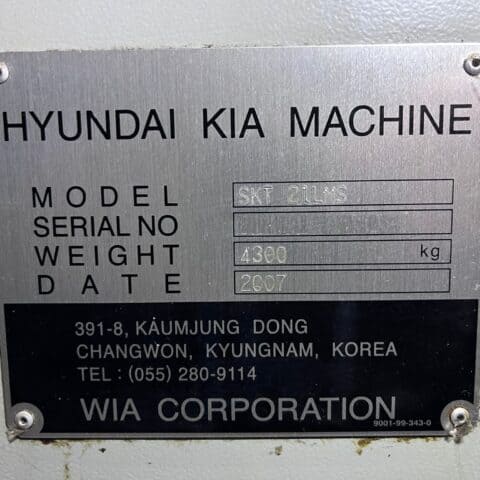 HYUNDAI KIA MACHINE
MODEL SKT 21LMS
SERIAL NO
WEIGHT 4300 kg
DATE 2007
391-8, KAUMJUNG DONG
CHANGWON, KYUNGNAM, KOREA
TEL : (055) 280-9114
WIA CORPORATION
9001-99-343-0